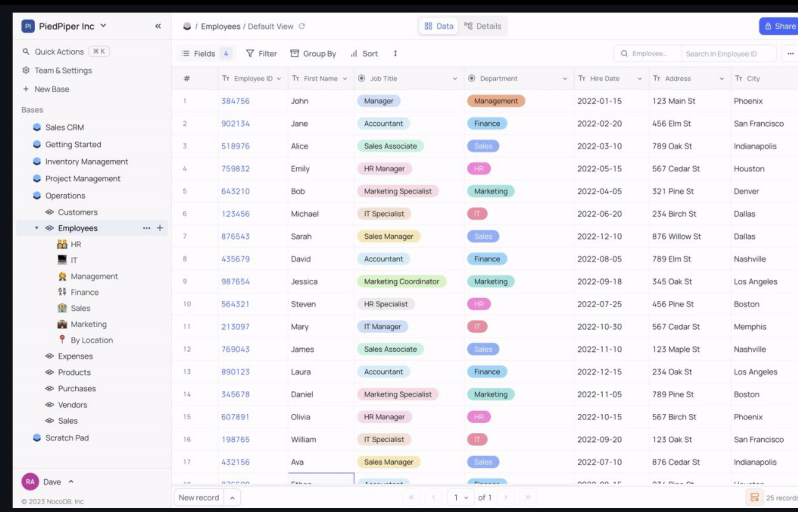 PI PiedPiper Inc
Quick Actions ⌘ K
Team & Settings
+ New Base
Bases
Sales CRM
Getting Started
Inventory Management
Project Management
Operations
Customers
Employees
HR
IT
Management
Finance
Sales
Marketing
By Location
Expenses
Products
Purchases
Vendors
Sales
Scratch Pad
RA Dave
© 2023 NocoDB. Inc
/ Employees / Default View
Data Details
Share
Fields 4 Filter Group By Sort
Employee... Search in Employee ID
# Tr Employee ID Tr First Name Job Title Department Tr Hire Date Tr Address Tr City
1 384756 John Manager Management 2022-01-15 123 Main St Phoenix
2 902134 Jane Accountant Finance 2022-02-20 456 Elm St San Francisco
3 518976 Alice Sales Associate Sales 2022-03-10 789 Oak St Indianapolis
4 759832 Emily HR Manager HR 2022-05-15 567 Cedar St Houston
5 643210 Bob Marketing Specialist Marketing 2022-04-05 321 Pine St Denver
6 123456 Michael IT Specialist IT 2022-06-20 234 Birch St Dallas
7 876543 Sarah Sales Manager Sales 2022-12-10 876 Willow St Dallas
8 435679 David Accountant Finance 2022-08-05 789 Elm St Nashville
9 987654 Jessica Marketing Coordinator Marketing 2022-09-18 345 Oak St Los Angeles
10 564321 Steven HR Specialist HR 2022-07-25 456 Pine St Boston
11 213097 Mary IT Manager IT 2022-10-30 567 Cedar St Memphis
12 769043 James Sales Associate Sales 2022-11-10 123 Maple St Nashville
13 890123 Laura Accountant Finance 2022-12-15 234 Oak St Los Angeles
14 345678 Daniel Marketing Specialist Marketing 2022-11-05 789 Pine St Boston
15 607891 Olivia HR Manager HR 2022-10-15 567 Birch St Phoenix
16 198765 William IT Specialist IT 2022-09-20 123 Oak St San Francisco
17 432156 Ava Sales Manager Sales 2022-07-10 876 Cedar St Indianapolis
New record
1 of 1
25 records